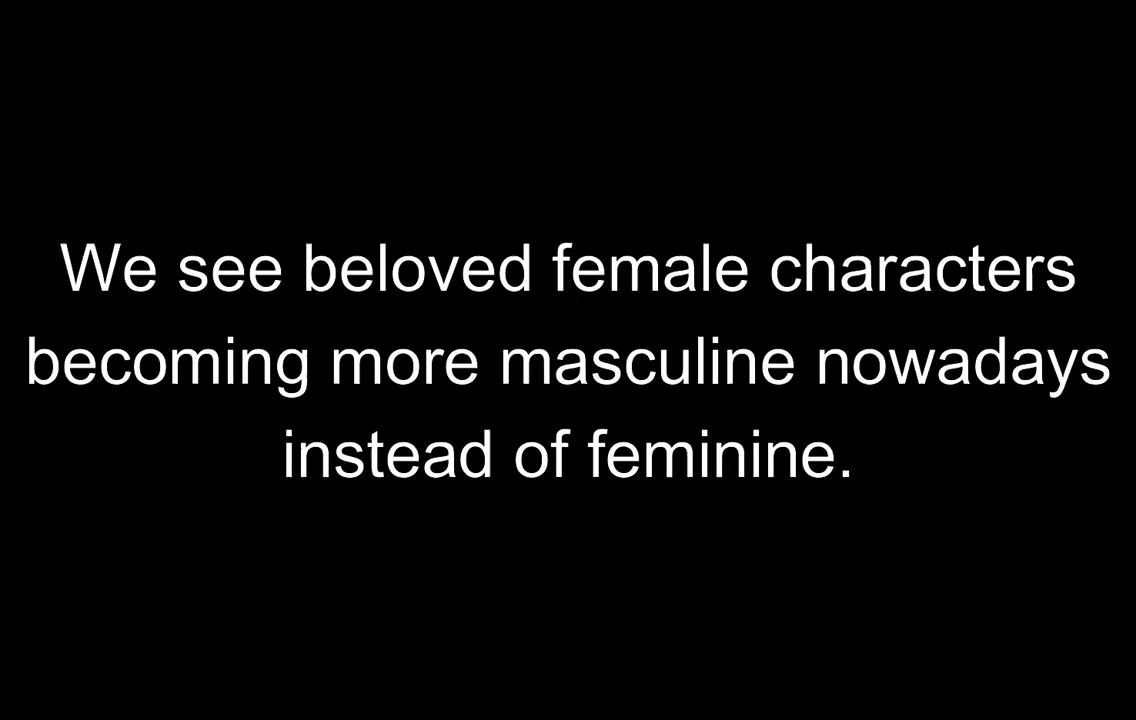 We see beloved female characters
becoming more masculine nowadays
instead of feminine.